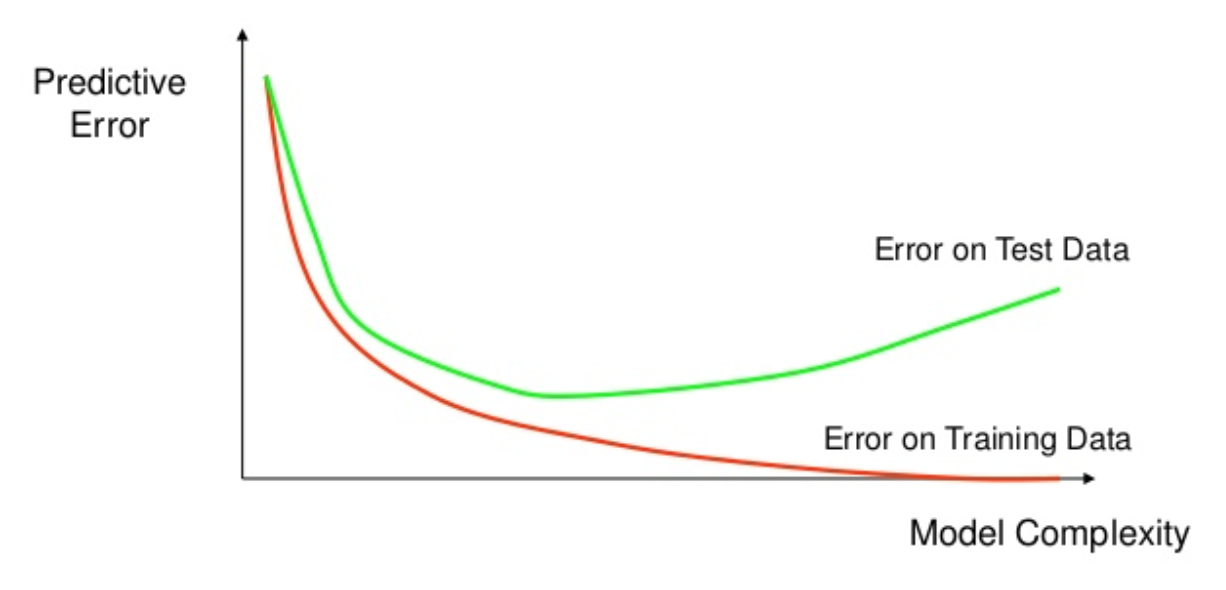 Predictive
Error
Error on Test Data
Error on Training Data
Model Complexity